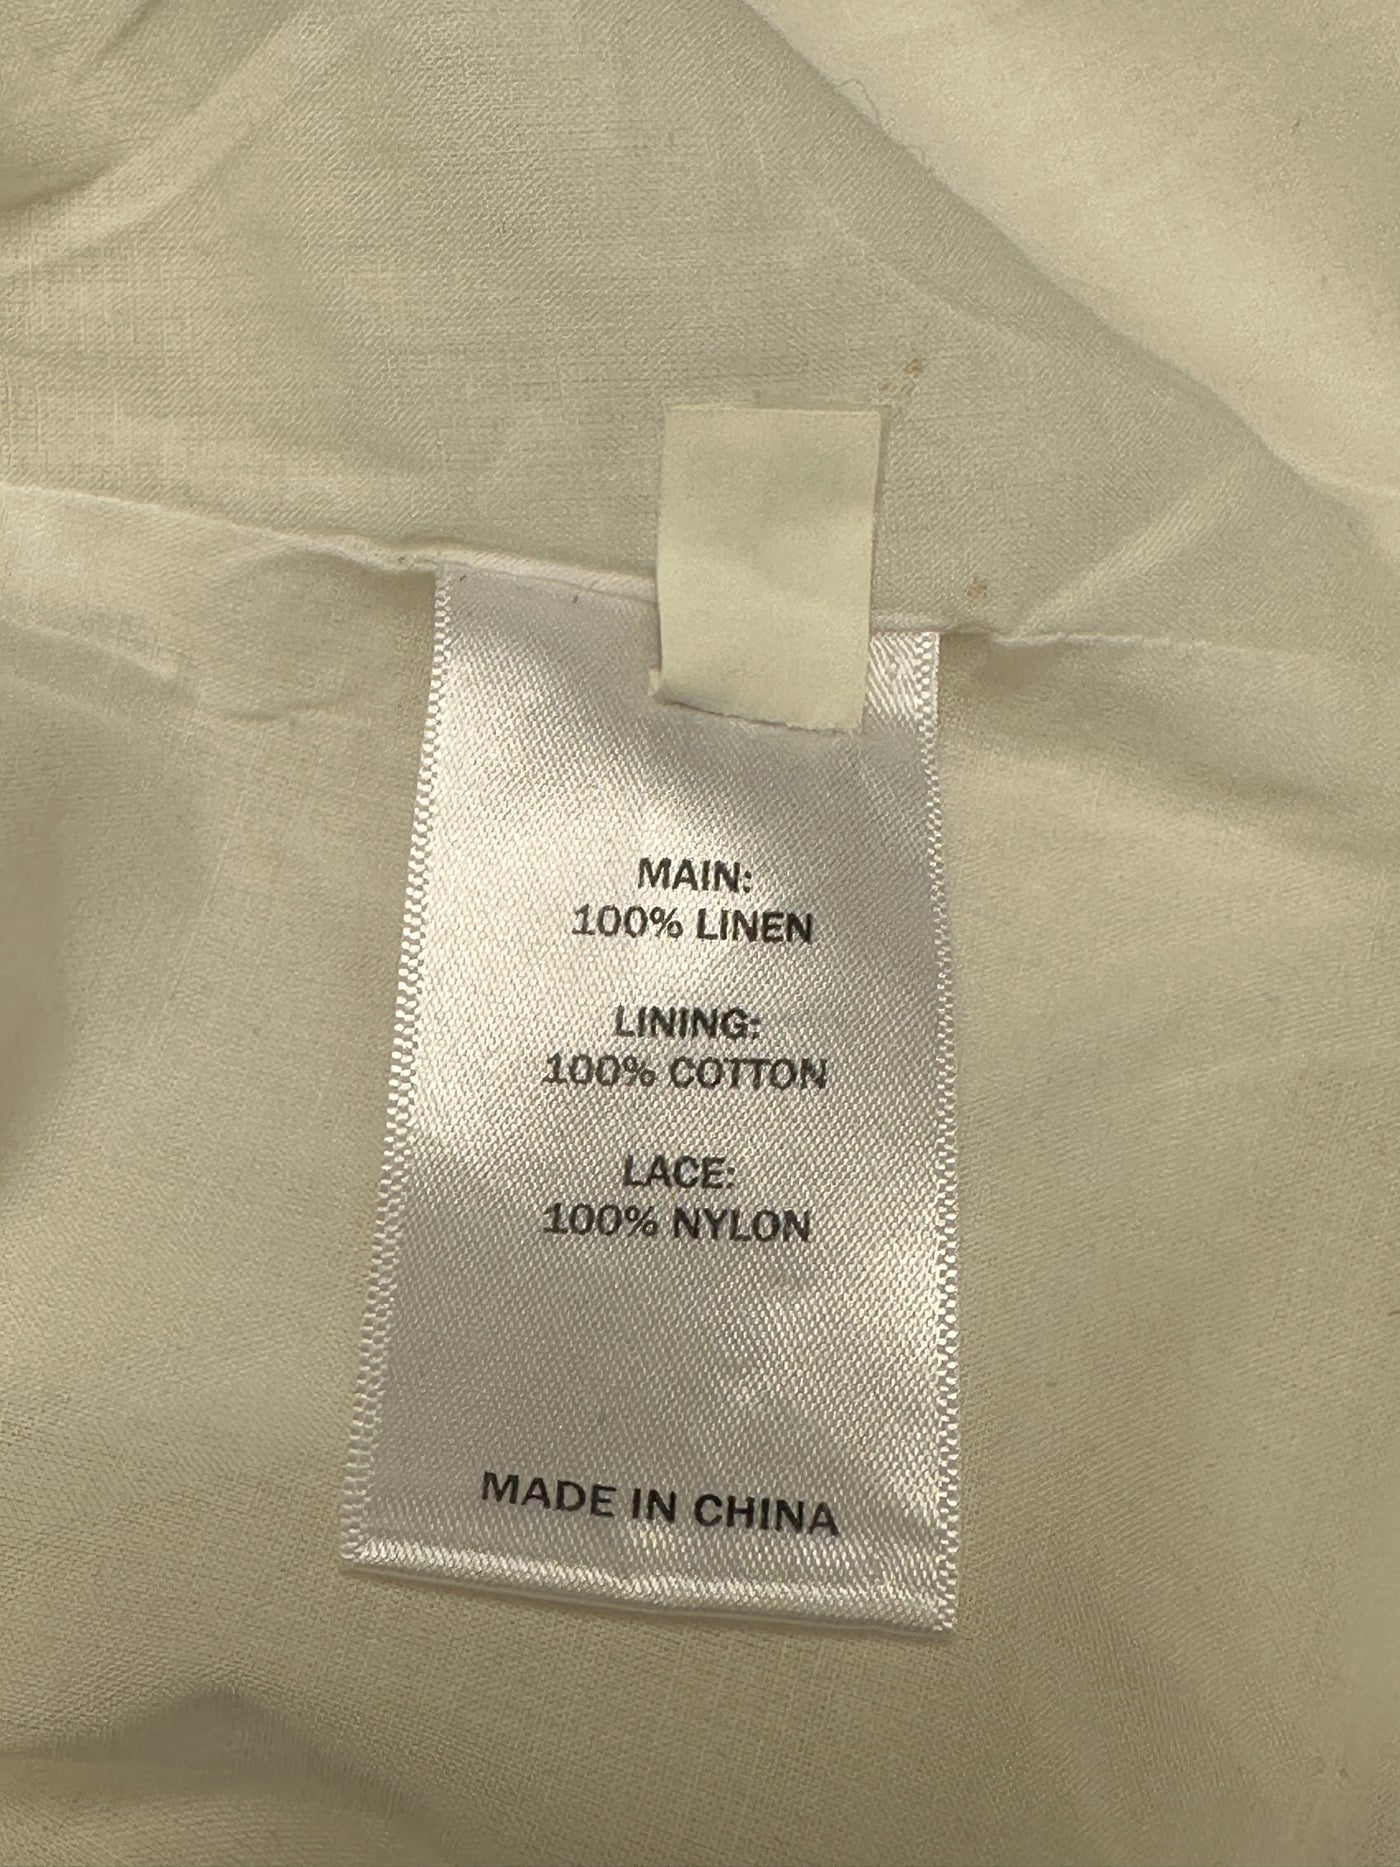 MAIN:
100% LINEN
LINING:
100% COTTON
LACE:
100% NYLON
MADE IN CHINA